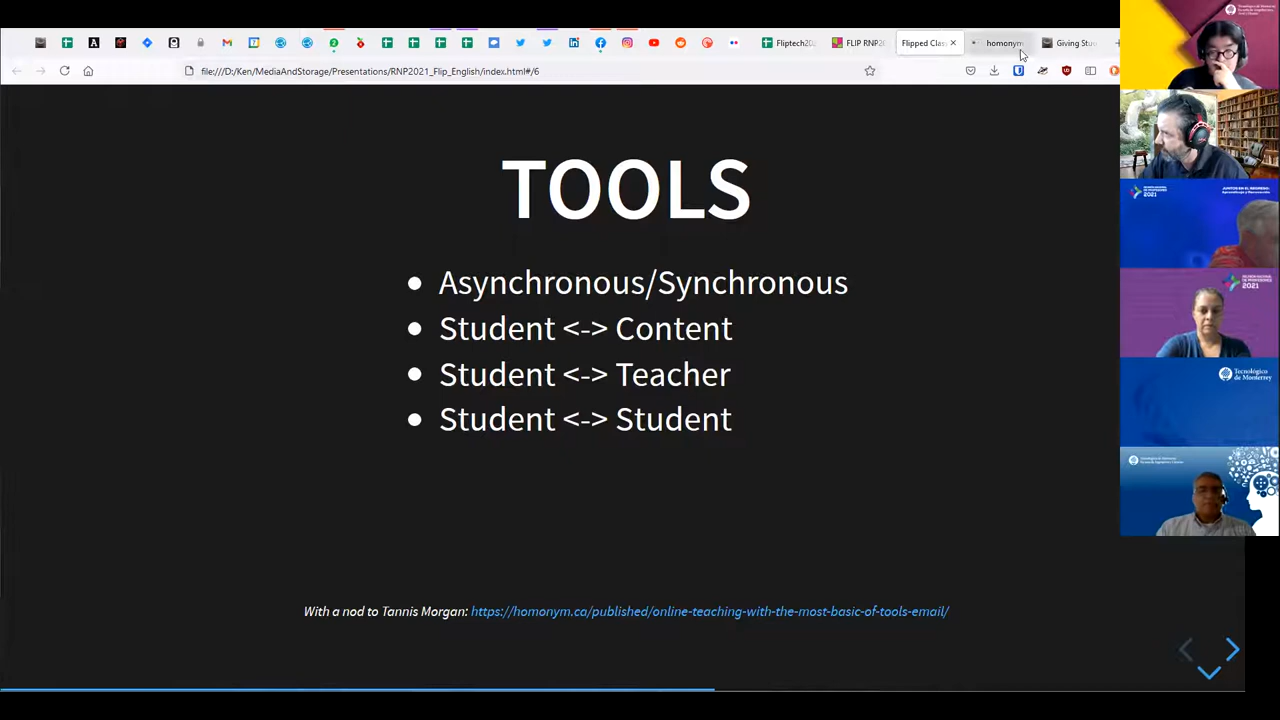 Fliptech202
FLIP RNP2
Flipped Clas
homonym
Giving Stu
file:///D:/Ken/MediaAndStorage/Presentations/RNP2021_Flip_English/index.html#/6
TOOLS
Asynchronous/Synchronous
Student <-> Content
Student <-> Teacher
Student <-> Student
With a nod to Tannis Morgan: https://homonym.ca/published/online-teaching-with-the-most-basic-of-tools-email/
2021
2021
Tecnológico
de Monterrey